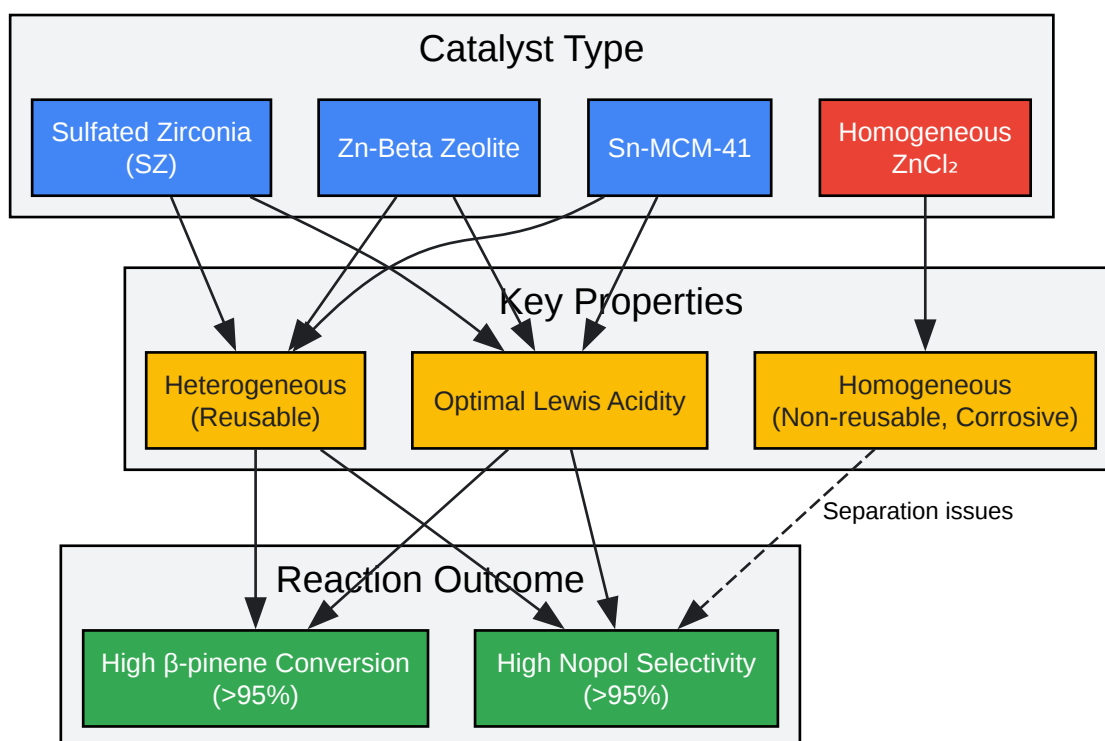 Catalyst Type
Sulfated Zirconia
(SZ)
Zn-Beta Zeolite
Sn-MCM-41
Homogeneous
ZnCl₂
Key Properties
Heterogeneous
(Reusable)
Optimal Lewis Acidity
Homogeneous
(Non-reusable, Corrosive)
Separation issues
Reaction Outcome
High β-pinene Conversion
(>95%)
High Nopol Selectivity
(>95%)